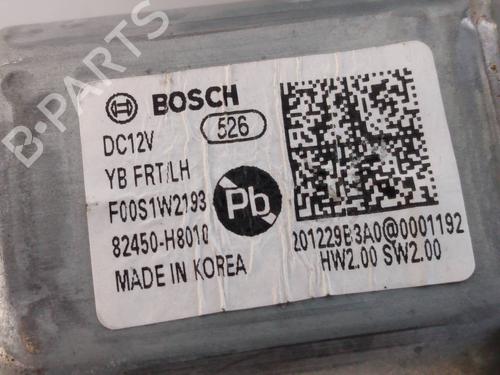 BOSCH
DC12V 526
YB FRT/LH
F00S1W2193
82450-H8010
MADE IN KOREA
Pb
201229B3A0@0001192
HW2.00 SW2.00
B-PARTS